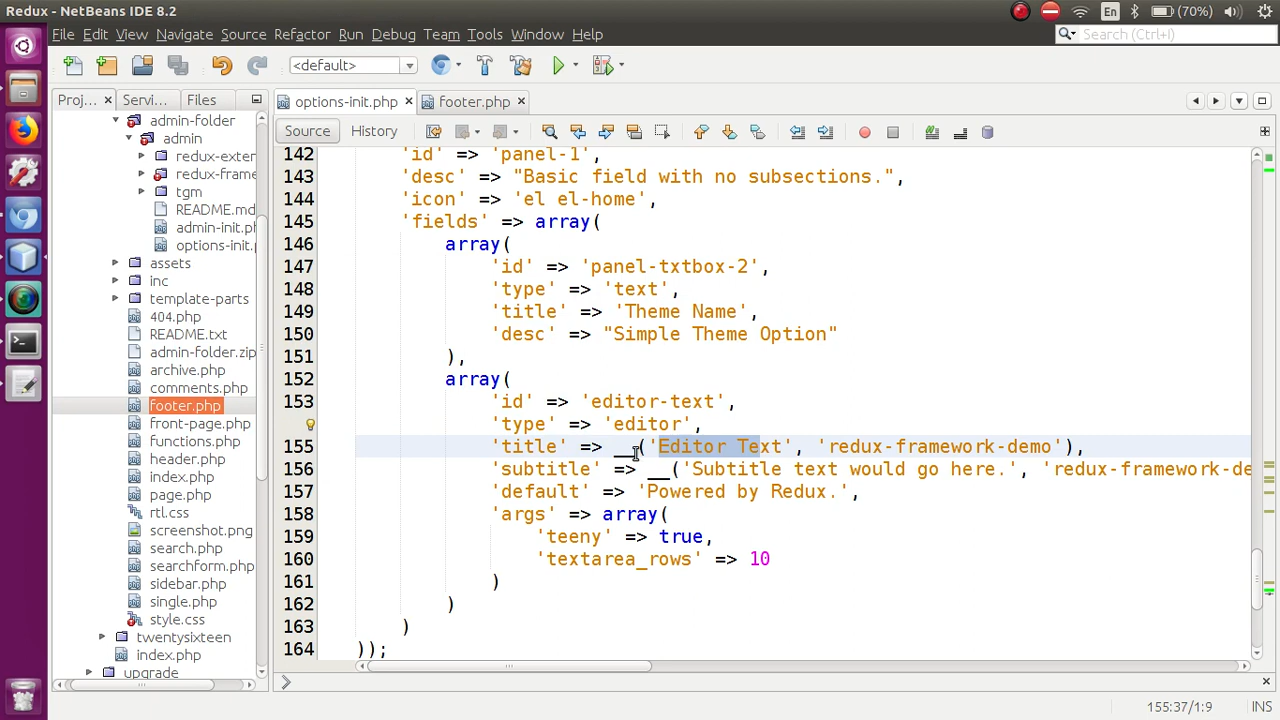 Redux - NetBeans IDE 8.2
En
(70%)
File Edit View Navigate Source Refactor Run Debug Team Tools Window Help
Search (Ctrl+I)
<default>
Proj...
Servi...
Files
options-init.php
footer.php
Source
History
admin-folder
admin
redux-exter
redux-frame
tgm
README.md
admin-init.ph
options-init.p
assets
inc
template-parts
404.php
README.txt
admin-folder.zip
archive.php
comments.php
footer.php
front-page.php
functions.php
header.php
index.php
page.php
rtl.css
screenshot.png
search.php
searchform.php
sidebar.php
single.php
style.css
twentysixteen
index.php
upgrade
142 'id' => 'panel-1',
143 'desc' => "Basic field with no subsections.",
144 'icon' => 'el el-home',
145 'fields' => array(
146 array(
147 'id' => 'panel-txtbox-2',
148 'type' => 'text',
149 'title' => 'Theme Name',
150 'desc' => "Simple Theme Option"
151 ),
152 array(
153 'id' => 'editor-text',
'type' => 'editor',
155 'title' => __('Editor Text', 'redux-framework-demo'),
156 'subtitle' => __('Subtitle text would go here.', 'redux-framework-de
157 'default' => 'Powered by Redux.',
158 'args' => array(
159 'teeny' => true,
160 'textarea_rows' => 10
161 )
162 )
163 )
164 ));
155:37/1:9
INS